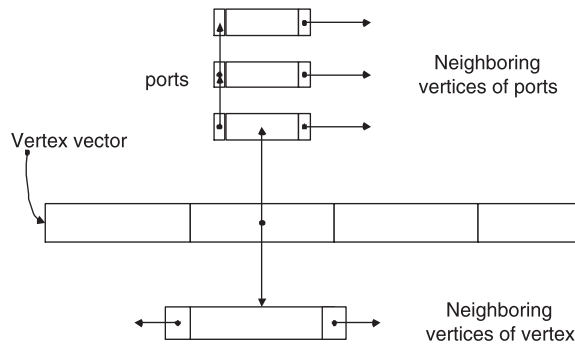 Neighboring
vertices of ports
ports
Vertex vector
Neighboring
vertices of vertex